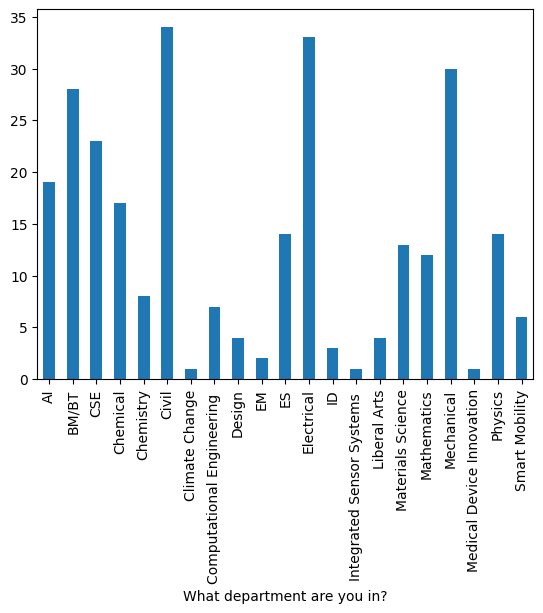 35
30
25
20
15
10
5
0
AI
BM/BT
CSE
Chemical
Chemistry
Civil
Climate Change
Computational Engineering
Design
EM
ES
Electrical
ID
Integrated Sensor Systems
Liberal Arts
Materials Science
Mathematics
Mechanical
Medical Device Innovation
Physics
Smart Mobility
What department are you in?